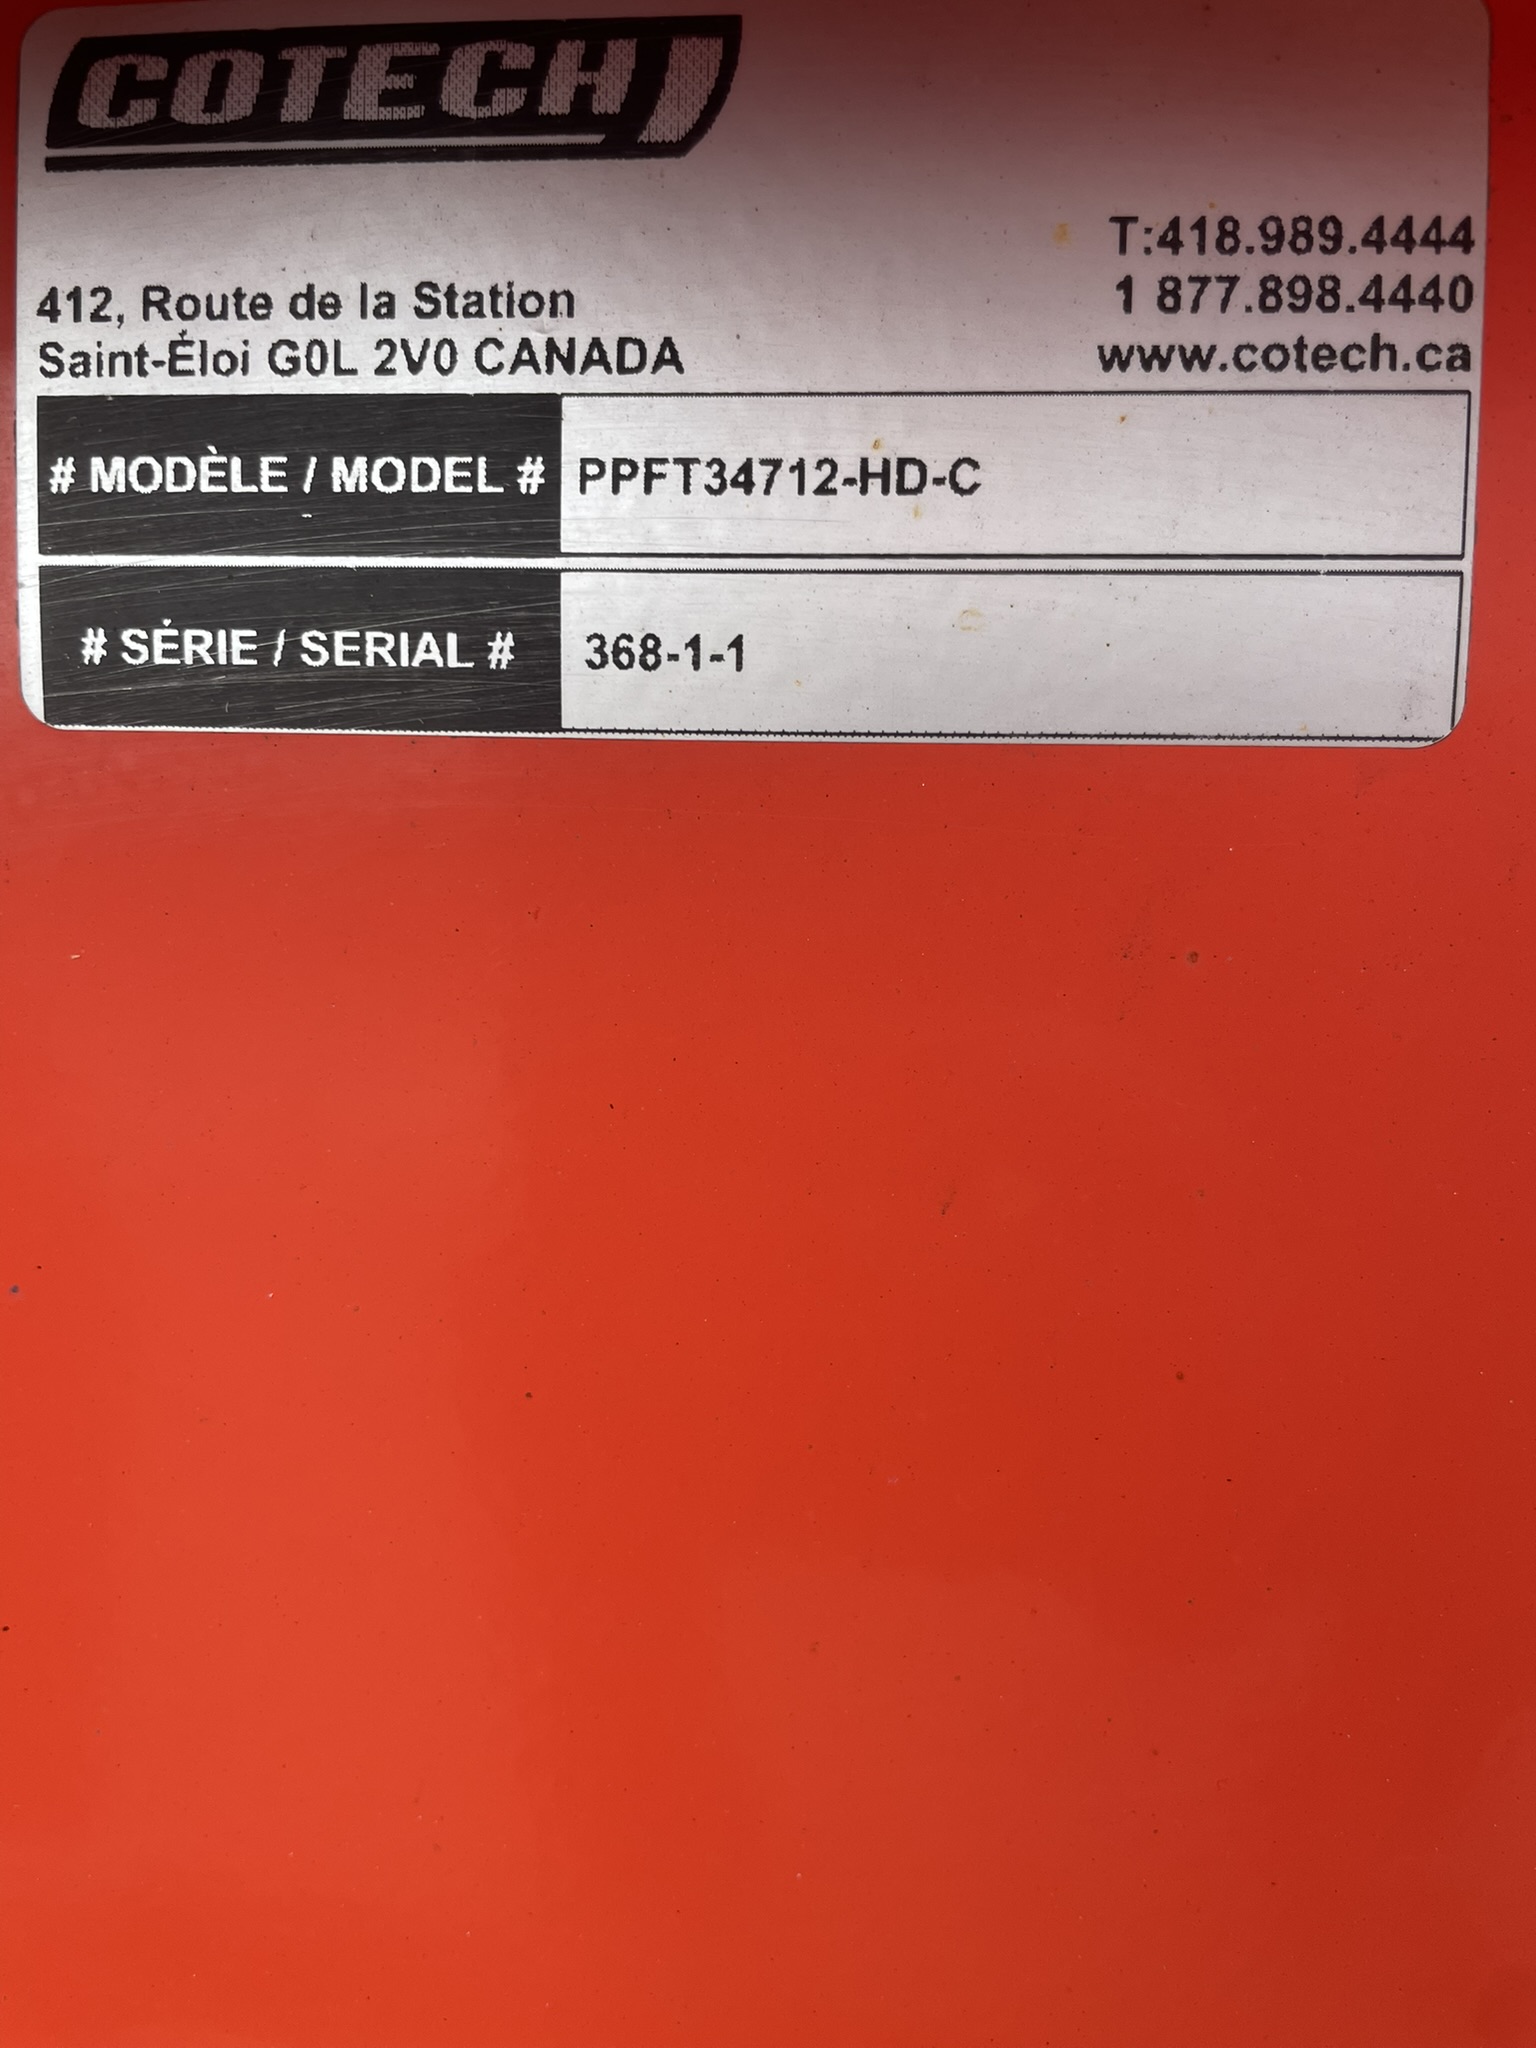 COTECH
T:418.989.4444
412, Route de la Station
1 877.898.4440
Saint-Éloi G0L 2V0 CANADA
www.cotech.ca
# MODÈLE / MODEL # PPFT34712-HD-C
# SÉRIE / SERIAL # 368-1-1